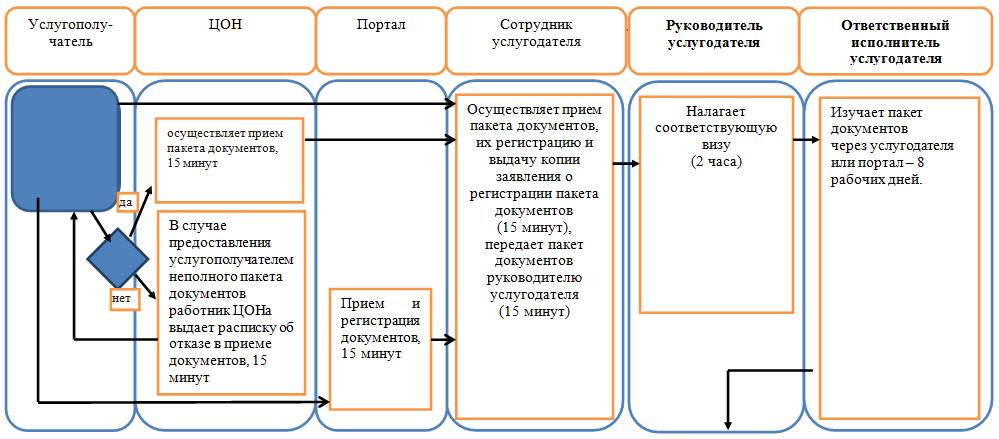 Услугополу-
чатель
ЦОН
Портал
Сотрудник
услугодателя
Руководитель
услугодателя
Ответственный
исполнитель
услугодателя
осуществляет прием
пакета документов,
15 минут
да
нет
В случае
предоставления
услугополучателем
неполного пакета
документов
работник ЦОНа
выдает расписку об
отказе в приеме
документов, 15
минут
Прием и
регистрация
документов,
15 минут
Осуществляет прием
пакета документов,
их регистрацию и
выдачу копии
заявления о
регистрации пакета
документов
(15 минут),
передает пакет
документов
руководителю
услугодателя
(15 минут)
Налагает
соответствующую
визу
(2 часа)
Изучает пакет
документов
через услугодателя
или портал – 8
рабочих дней.